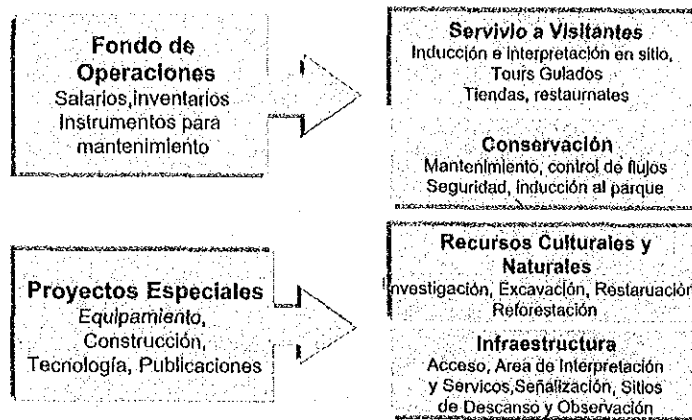 Fondo de
Operaciones
Salarios,inventarios
Instrumentos para
mantenimiento
Servivio a Visitantes
Inducción e interpretación en sitio,
Tours Guiados
Tiendas, restaurnates
Conservación
Mantenimiento, control de flujos
Seguridad, inducción al parque
Proyectos Especiales
Equipamiento,
Construcción,
Tecnología, Publicaciones
Recursos Culturales y
Naturales
Investigación, Excavación, Restaruación
Reforestación
Infraestructura
Acceso, Area de Interpretación
y Servicos,Señalización, Sitios
de Descanso y Observación